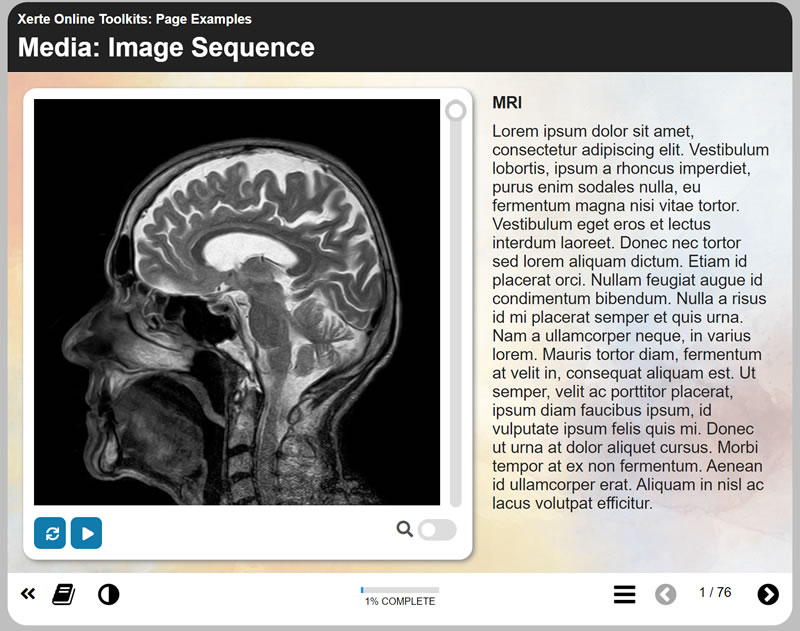 Xerte Online Toolkits: Page Examples
Media: Image Sequence
MRI
Lorem ipsum dolor sit amet,
consectetur adipiscing elit. Vestibulum
lobortis, ipsum a rhoncus imperdiet,
purus enim sodales nulla, eu
fermentum magna nisi vitae tortor.
Vestibulum eget eros et lectus
interdum laoreet. Donec nec tortor
sed lorem aliquam dictum. Etiam id
placerat orci. Nullam feugiat augue id
condimentum bibendum. Nulla a risus
id mi placerat semper et quis urna.
Nam a ullamcorper neque, in varius
lorem. Mauris tortor diam, fermentum
at velit in, consequat aliquam est. Ut
semper, velit ac porttitor placerat,
ipsum diam faucibus ipsum, id
vulputate ipsum felis quis mi. Donec
ut urna at dolor aliquet cursus. Morbi
tempor at ex non fermentum. Aenean
id ullamcorper erat. Aliquam in nisl ac
lacus volutpat efficitur.
1% COMPLETE
1 / 76